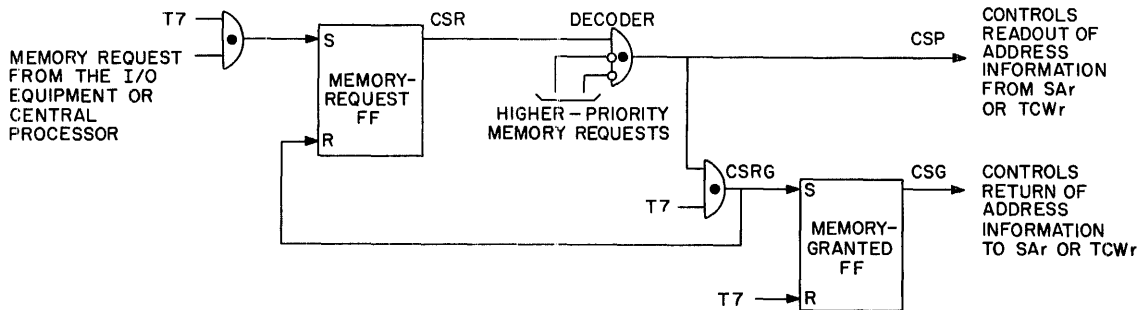 T7
MEMORY REQUEST
FROM THE I/O
EQUIPMENT OR
CENTRAL
PROCESSOR
S
MEMORY-
REQUEST
FF
R
CSR
DECODER
HIGHER-PRIORITY
MEMORY REQUESTS
CSP
CONTROLS
READOUT OF
ADDRESS
INFORMATION
FROM SAr
OR TCWr
T7
CSRG
S
MEMORY-
GRANTED
FF
R
T7
CSG
CONTROLS
RETURN OF
ADDRESS
INFORMATION
TO SAr OR TCWr